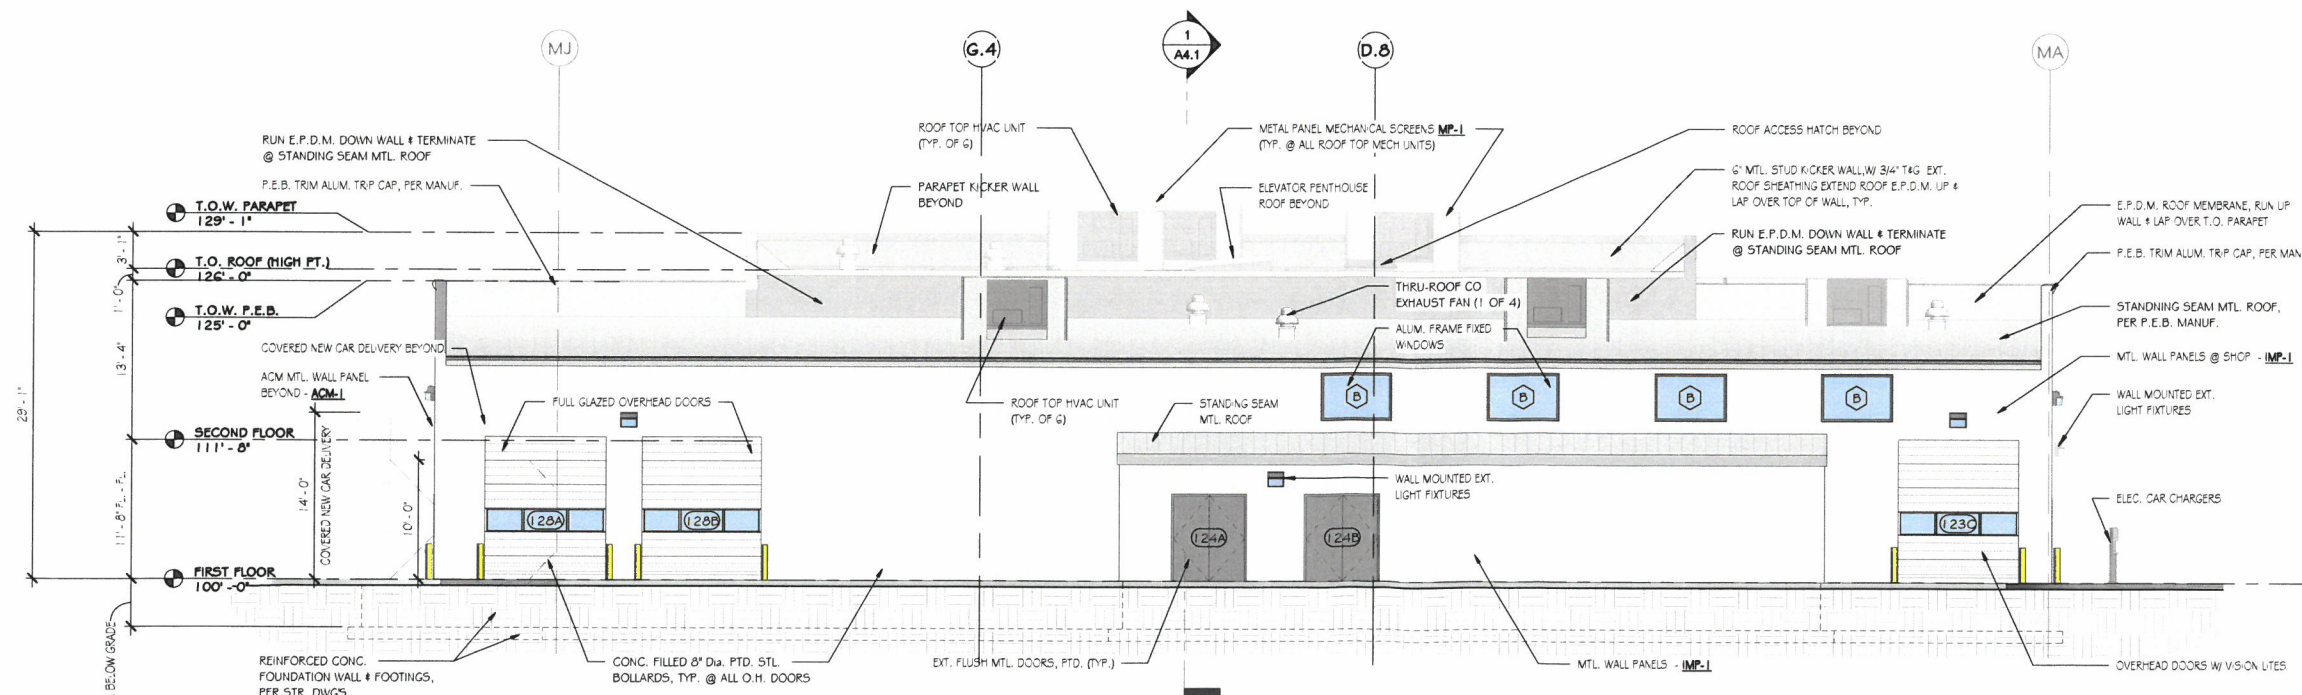 MJ
G.4
1
A4.1
D.8
MA
RUN E.P.D.M. DOWN WALL & TERMINATE
@ STANDING SEAM MTL. ROOF
P.E.B. TRIM ALUM. TRIP CAP, PER MANUF.
ROOF TOP HVAC UNIT
(TYP. OF 6)
PARAPET KICKER WALL
BEYOND
METAL PANEL MECHANICAL SCREENS MP-1
(TYP. @ ALL ROOF TOP MECH UNITS)
ELEVATOR PENTHOUSE
ROOF BEYOND
ROOF ACCESS HATCH BEYOND
6" MTL. STUD KICKER WALL, W/ 3/4" T&G EXT.
ROOF SHEATHING EXTEND ROOF E.P.D.M. UP &
LAP OVER TOP OF WALL, TYP.
RUN E.P.D.M. DOWN WALL & TERMINATE
@ STANDING SEAM MTL. ROOF
E.P.D.M. ROOF MEMBRANE, RUN UP
WALL & LAP OVER T.O. PARAPET
P.E.B. TRIM ALUM. TRIP CAP, PER MAN
STANDNING SEAM MTL. ROOF,
PER P.E.B. MANUF.
MTL. WALL PANELS @ SHOP - IMP-1
WALL MOUNTED EXT.
LIGHT FIXTURES
ELEC. CAR CHARGERS
OVERHEAD DOORS W/ VISION LITES
T.O.W. PARAPET
129' - 1"
T.O. ROOF (HIGH PT.)
126' - 0"
T.O.W. P.E.B.
125' - 0"
SECOND FLOOR
111' - 8"
FIRST FLOOR
100' - 0"
29' - 1"
3' - 1"
1' - 0"
13' - 4"
11' - 8" FL. - FL.
14' - 0"
COVERED NEW CAR DELIVERY
10' - 0"
BELOW GRADE
COVERED NEW CAR DELIVERY BEYOND
ACM MTL. WALL PANEL
BEYOND - ACM-1
FULL GLAZED OVERHEAD DOORS
ROOF TOP HVAC UNIT
(TYP. OF 6)
THRU-ROOF CO
EXHAUST FAN (1 OF 4)
ALUM. FRAME FIXED
WINDOWS
STANDING SEAM
MTL. ROOF
WALL MOUNTED EXT.
LIGHT FIXTURES
B
B
B
B
128A
128B
124A
124B
123C
REINFORCED CONC.
FOUNDATION WALL & FOOTINGS,
PER STR. DWGS
CONC. FILLED 8" Dia. PTD. STL.
BOLLARDS, TYP. @ ALL O.H. DOORS
EXT. FLUSH MTL. DOORS, PTD. (TYP.)
MTL. WALL PANELS - IMP-1